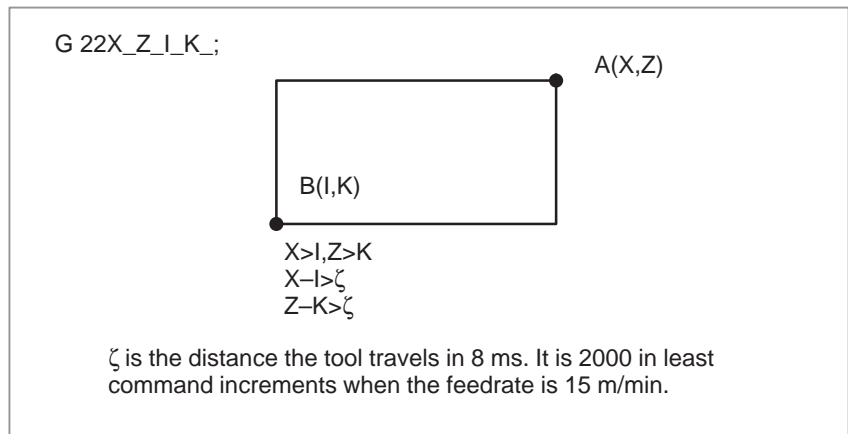 G 22X_Z_I_K_;
A(X,Z)
B(I,K)
X>I,Z>K
X–I>ζ
Z–K>ζ
ζ is the distance the tool travels in 8 ms. It is 2000 in least
command increments when the feedrate is 15 m/min.